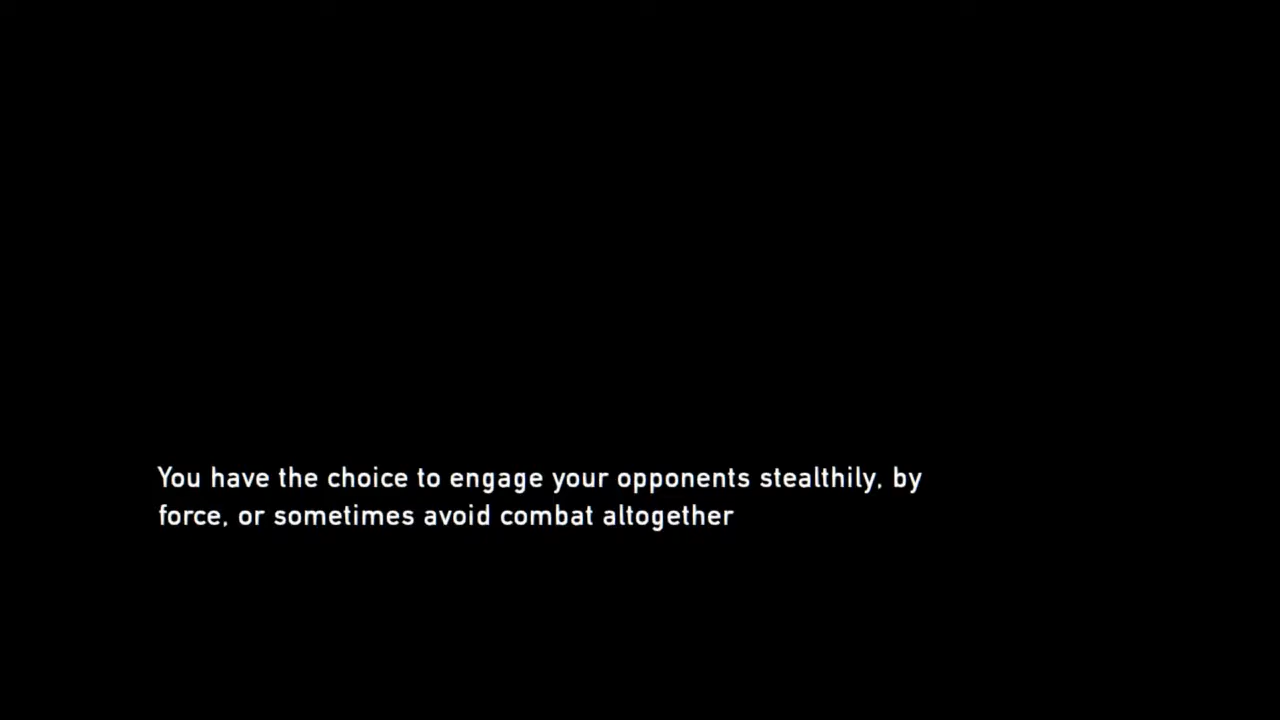 You have the choice to engage your opponents stealthily, by
force, or sometimes avoid combat altogether